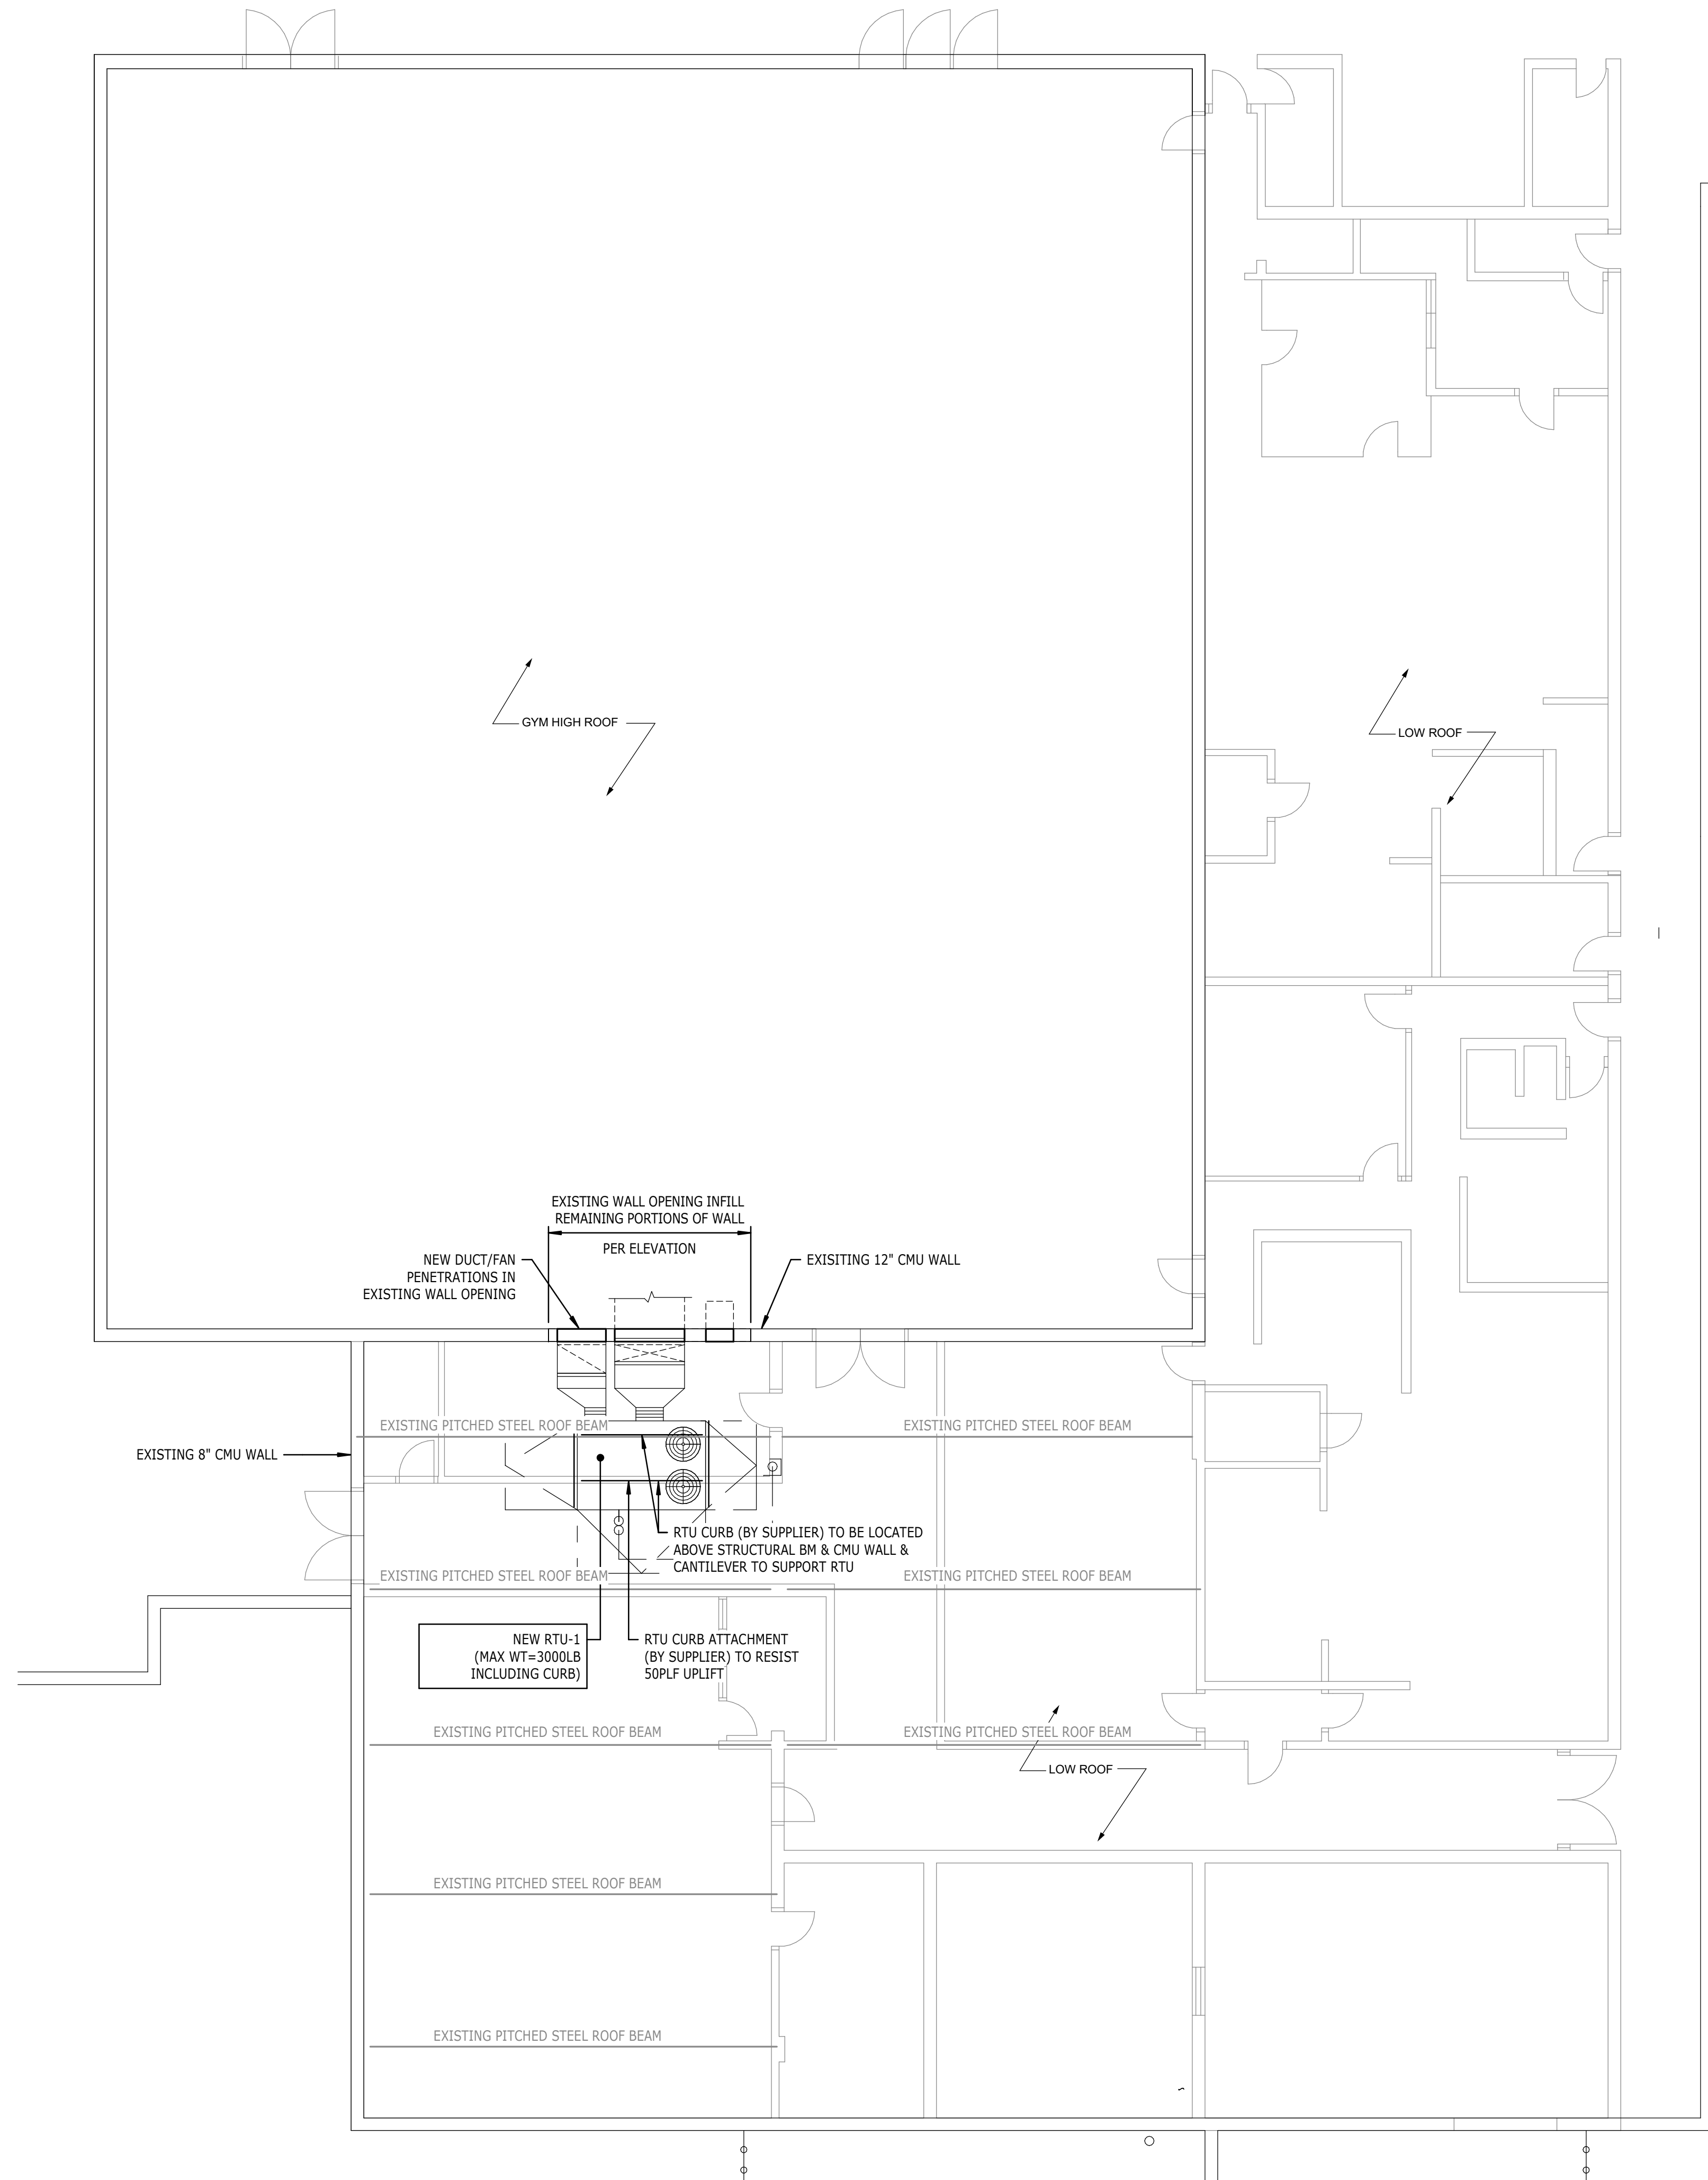 GYM HIGH ROOF
LOW ROOF
EXISTING WALL OPENING INFILL
REMAINING PORTIONS OF WALL
PER ELEVATION
NEW DUCT/FAN
PENETRATIONS IN
EXISTING WALL OPENING
EXISITING 12" CMU WALL
EXISTING PITCHED STEEL ROOF BEAM
EXISTING PITCHED STEEL ROOF BEAM
EXISTING 8" CMU WALL
RTU CURB (BY SUPPLIER) TO BE LOCATED
ABOVE STRUCTURAL BM & CMU WALL &
CANTILEVER TO SUPPORT RTU
EXISTING PITCHED STEEL ROOF BEAM
EXISTING PITCHED STEEL ROOF BEAM
NEW RTU-1
(MAX WT=3000LB
INCLUDING CURB)
RTU CURB ATTACHMENT
(BY SUPPLIER) TO RESIST
50PLF UPLIFT
EXISTING PITCHED STEEL ROOF BEAM
EXISTING PITCHED STEEL ROOF BEAM
LOW ROOF
EXISTING PITCHED STEEL ROOF BEAM
EXISTING PITCHED STEEL ROOF BEAM